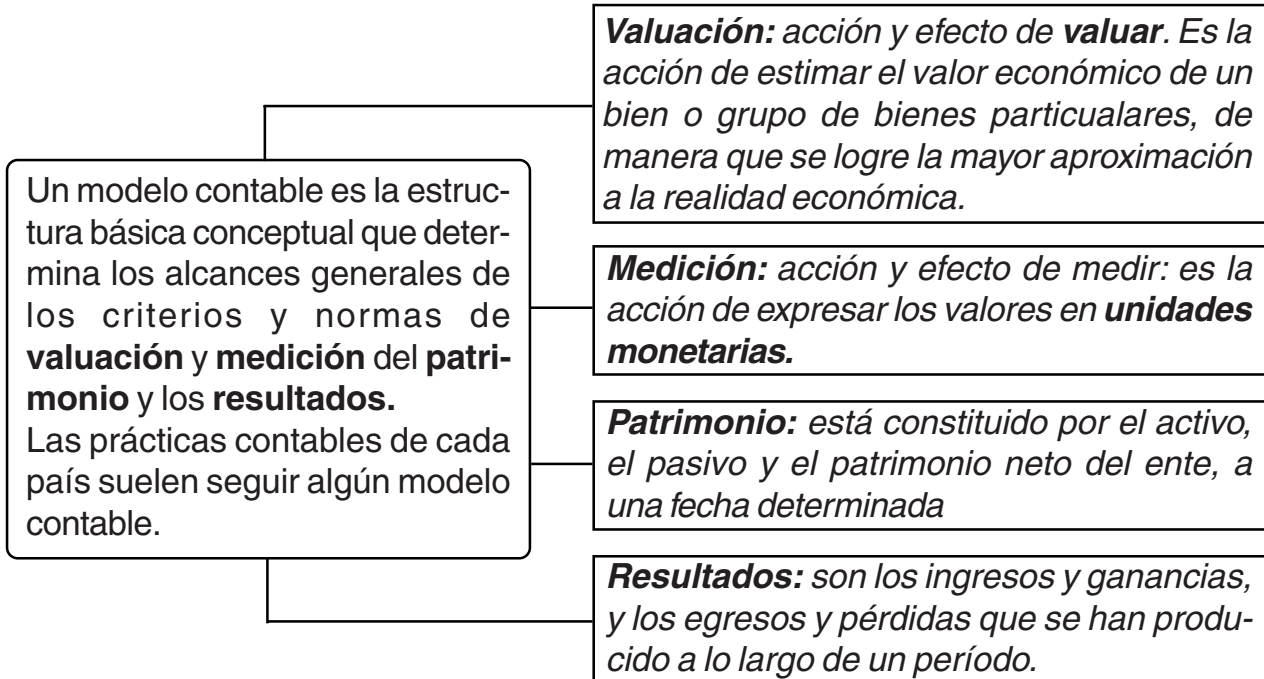 Un modelo contable es la estruc-
tura básica conceptual que deter-
mina los alcances generales de
los criterios y normas de
valuación y medición del patri-
monio y los resultados.
Las prácticas contables de cada
país suelen seguir algún modelo
contable.
Valuación: acción y efecto de valuar. Es la
acción de estimar el valor económico de un
bien o grupo de bienes particualares, de
manera que se logre la mayor aproximación
a la realidad económica.
Medición: acción y efecto de medir: es la
acción de expresar los valores en unidades
monetarias.
Patrimonio: está constituido por el activo,
el pasivo y el patrimonio neto del ente, a
una fecha determinada
Resultados: son los ingresos y ganancias,
y los egresos y pérdidas que se han produ-
cido a lo largo de un período.